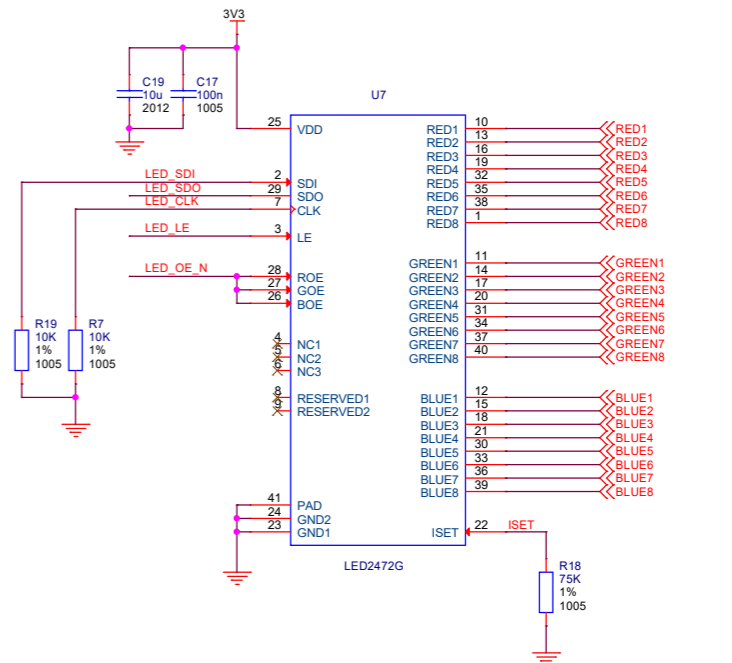 3V3
C19
10u
2012
C17
100n
1005
U7
25 VDD
LED_SDI 2 SDI
LED_SDO 29 SDO
LED_CLK 7 CLK
LED_LE 3 LE
LED_OE_N 28 ROE
27 GOE
26 BOE
4 NC1
5 NC2
6 NC3
8 RESERVED1
9 RESERVED2
41 PAD
24 GND2
23 GND1
RED1 10 RED1
RED2 13 RED2
RED3 16 RED3
RED4 19 RED4
RED5 32 RED5
RED6 35 RED6
RED7 38 RED7
RED8 1 RED8
GREEN1 11 GREEN1
GREEN2 14 GREEN2
GREEN3 17 GREEN3
GREEN4 20 GREEN4
GREEN5 31 GREEN5
GREEN6 34 GREEN6
GREEN7 37 GREEN7
GREEN8 40 GREEN8
BLUE1 12 BLUE1
BLUE2 15 BLUE2
BLUE3 18 BLUE3
BLUE4 21 BLUE4
BLUE5 30 BLUE5
BLUE6 33 BLUE6
BLUE7 36 BLUE7
BLUE8 39 BLUE8
ISET 22 ISET
LED2472G
R19
10K
1%
1005
R7
10K
1%
1005
R18
75K
1%
1005